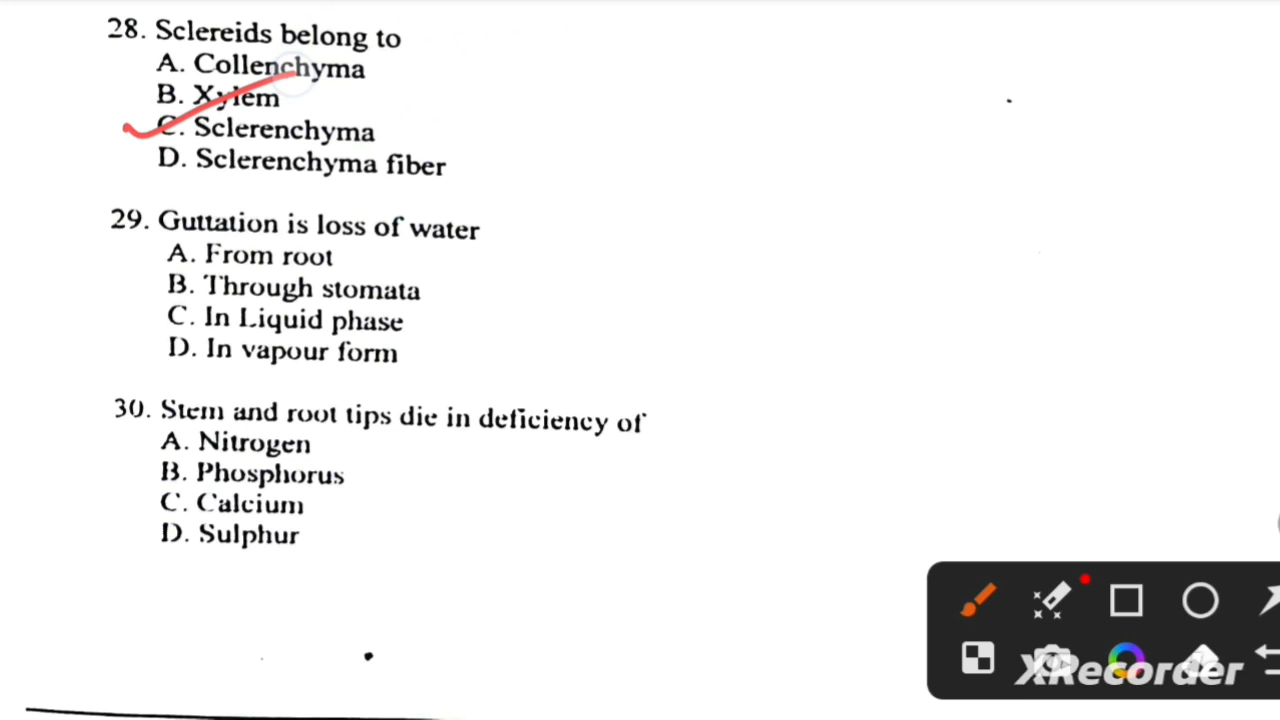 28. Sclereids belong to
A. Collenchyma
B. Xylem
C. Sclerenchyma
D. Sclerenchyma fiber
29. Guttation is loss of water
A. From root
B. Through stomata
C. In Liquid phase
D. In vapour form
30. Stem and root tips die in deficiency of
A. Nitrogen
B. Phosphorus
C. Calcium
D. Sulphur
XRecorder